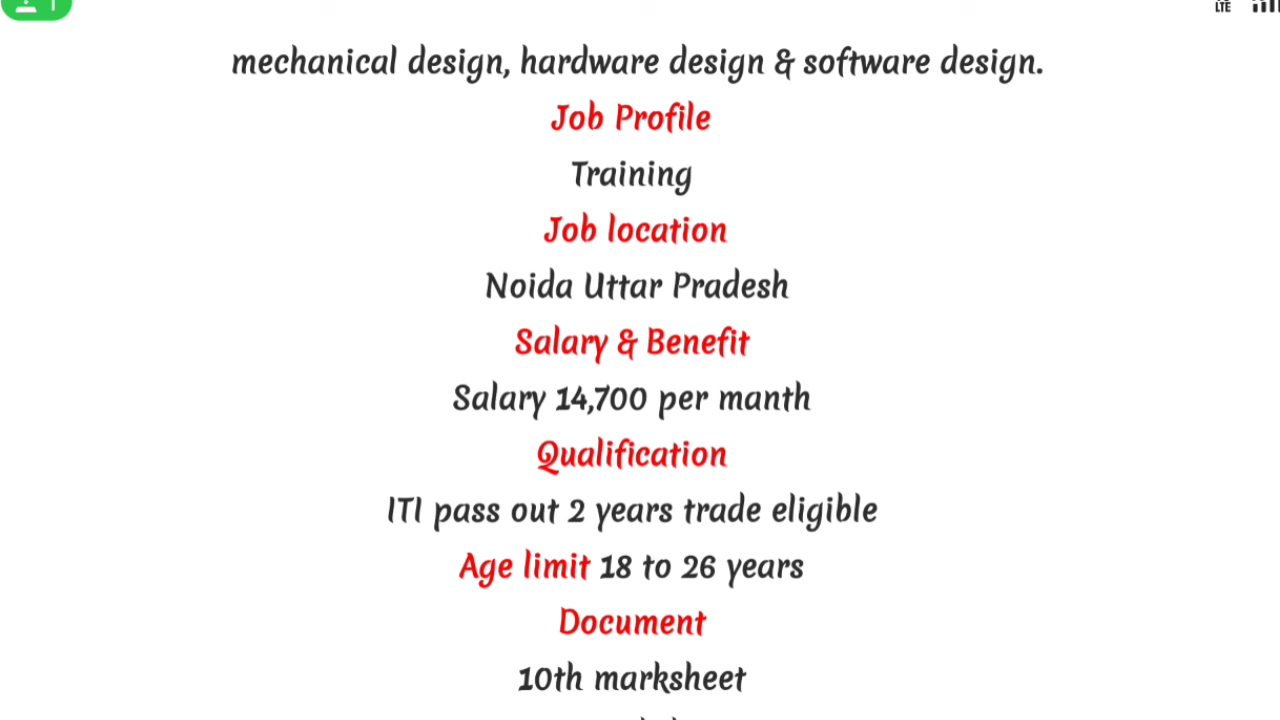 LTE
mechanical design, hardware design & software design.
Job Profile
Training
Job location
Noida Uttar Pradesh
Salary & Benefit
Salary 14,700 per manth
Qualification
ITI pass out 2 years trade eligible
Age limit 18 to 26 years
Document
10th marksheet